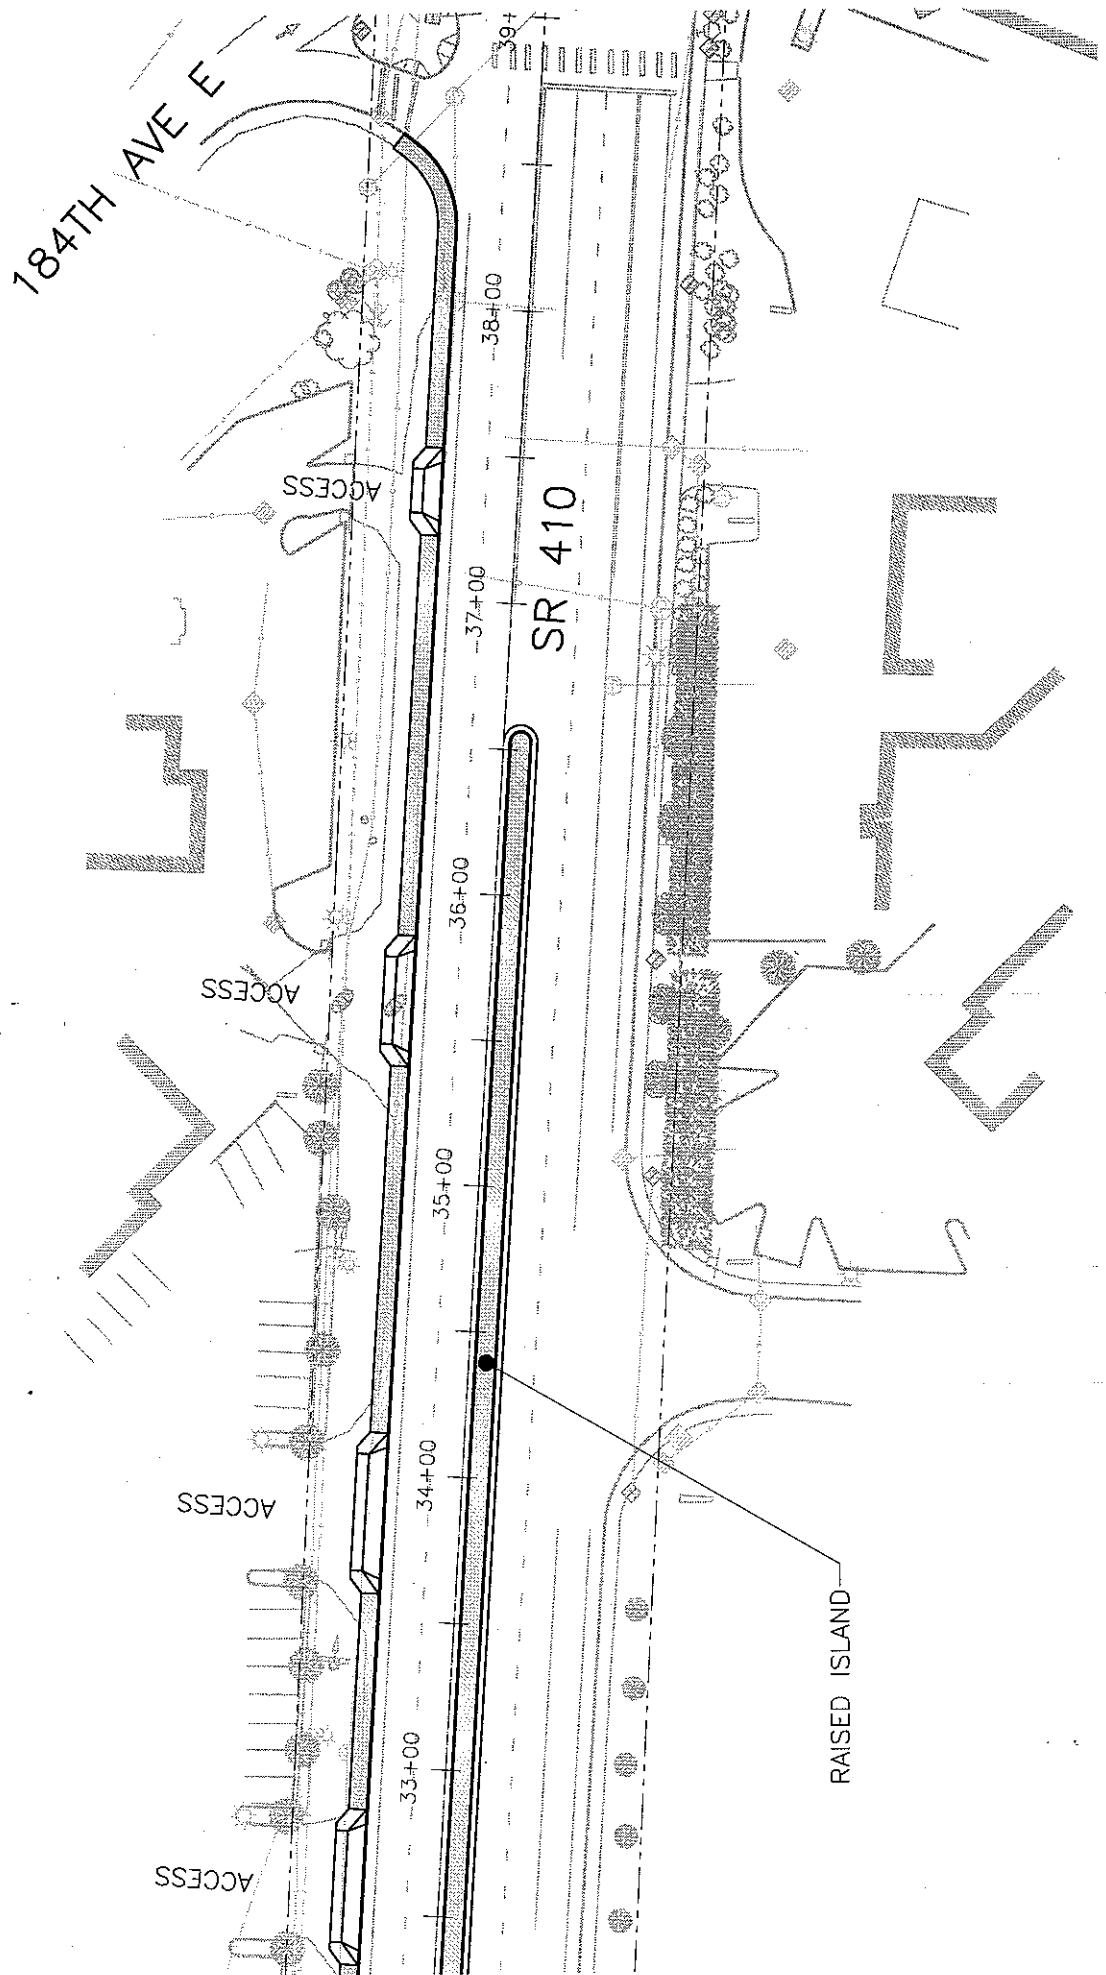 184TH AVE E
39+
38+00
ACCESS
SR 410
37+00
36+00
ACCESS
35+00
34+00
ACCESS
RAISED ISLAND
33+00
ACCESS